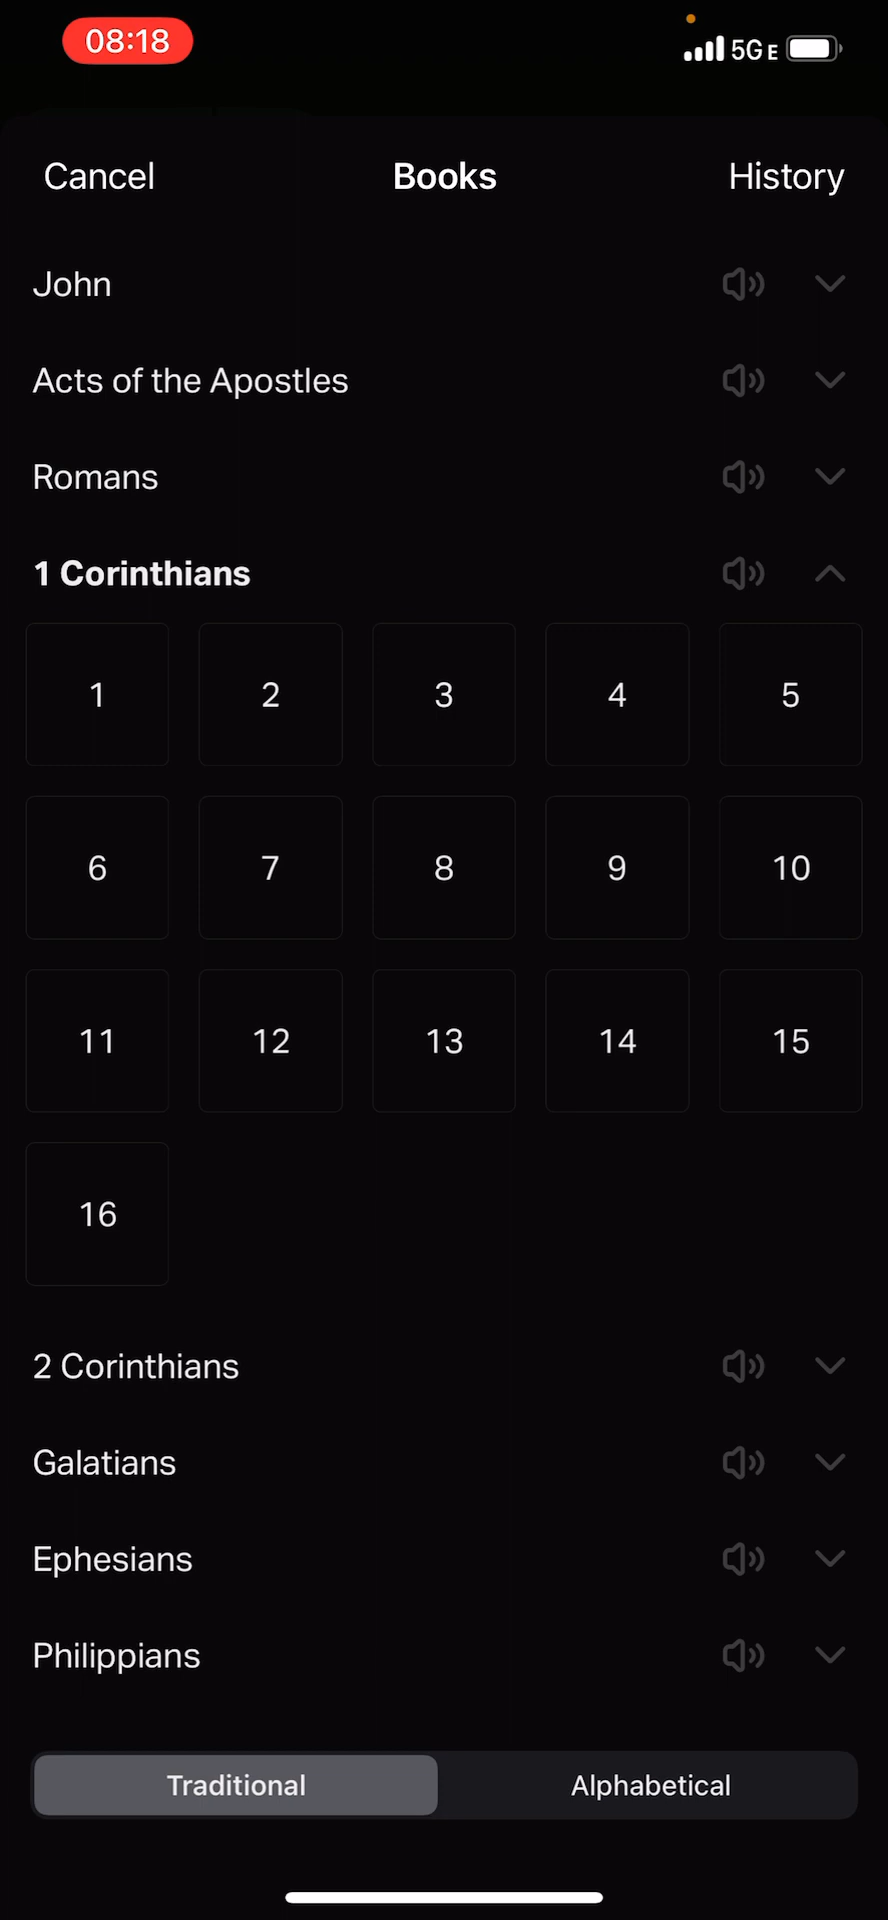 08:18
5G E
Cancel Books History
John
Acts of the Apostles
Romans
1 Corinthians
1 2 3 4 5
6 7 8 9 10
11 12 13 14 15
16
2 Corinthians
Galatians
Ephesians
Philippians
Traditional Alphabetical